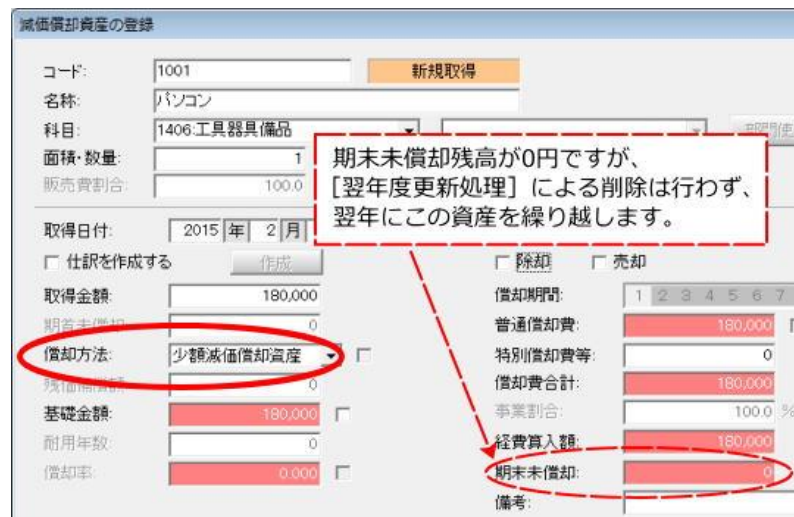 減価償却資産の登録
コード: 1001 新規取得
名称: パソコン
科目: 1406:工具器具備品
面積・数量: 1
販売費割合: 100.0
期末未償却残高が0円ですが、
[翌年度更新処理]による削除は行わず、
翌年にこの資産を繰り越します。
取得日付: 2015 年 2 月
仕訳を作成する 作成 除却 売却
取得金額: 180,000 償却期間: 1 2 3 4 5 6 7
期首未償却: 0 普通償却費: 180,000
償却方法: 少額減価償却資産 特別償却費等: 0
0 償却費合計: 180,000
基礎金額: 180,000 事業割合: 100.0 %
耐用年数: 0 経費算入額: 180,000
償却率: 0.000 期末未償却: 0
備考: